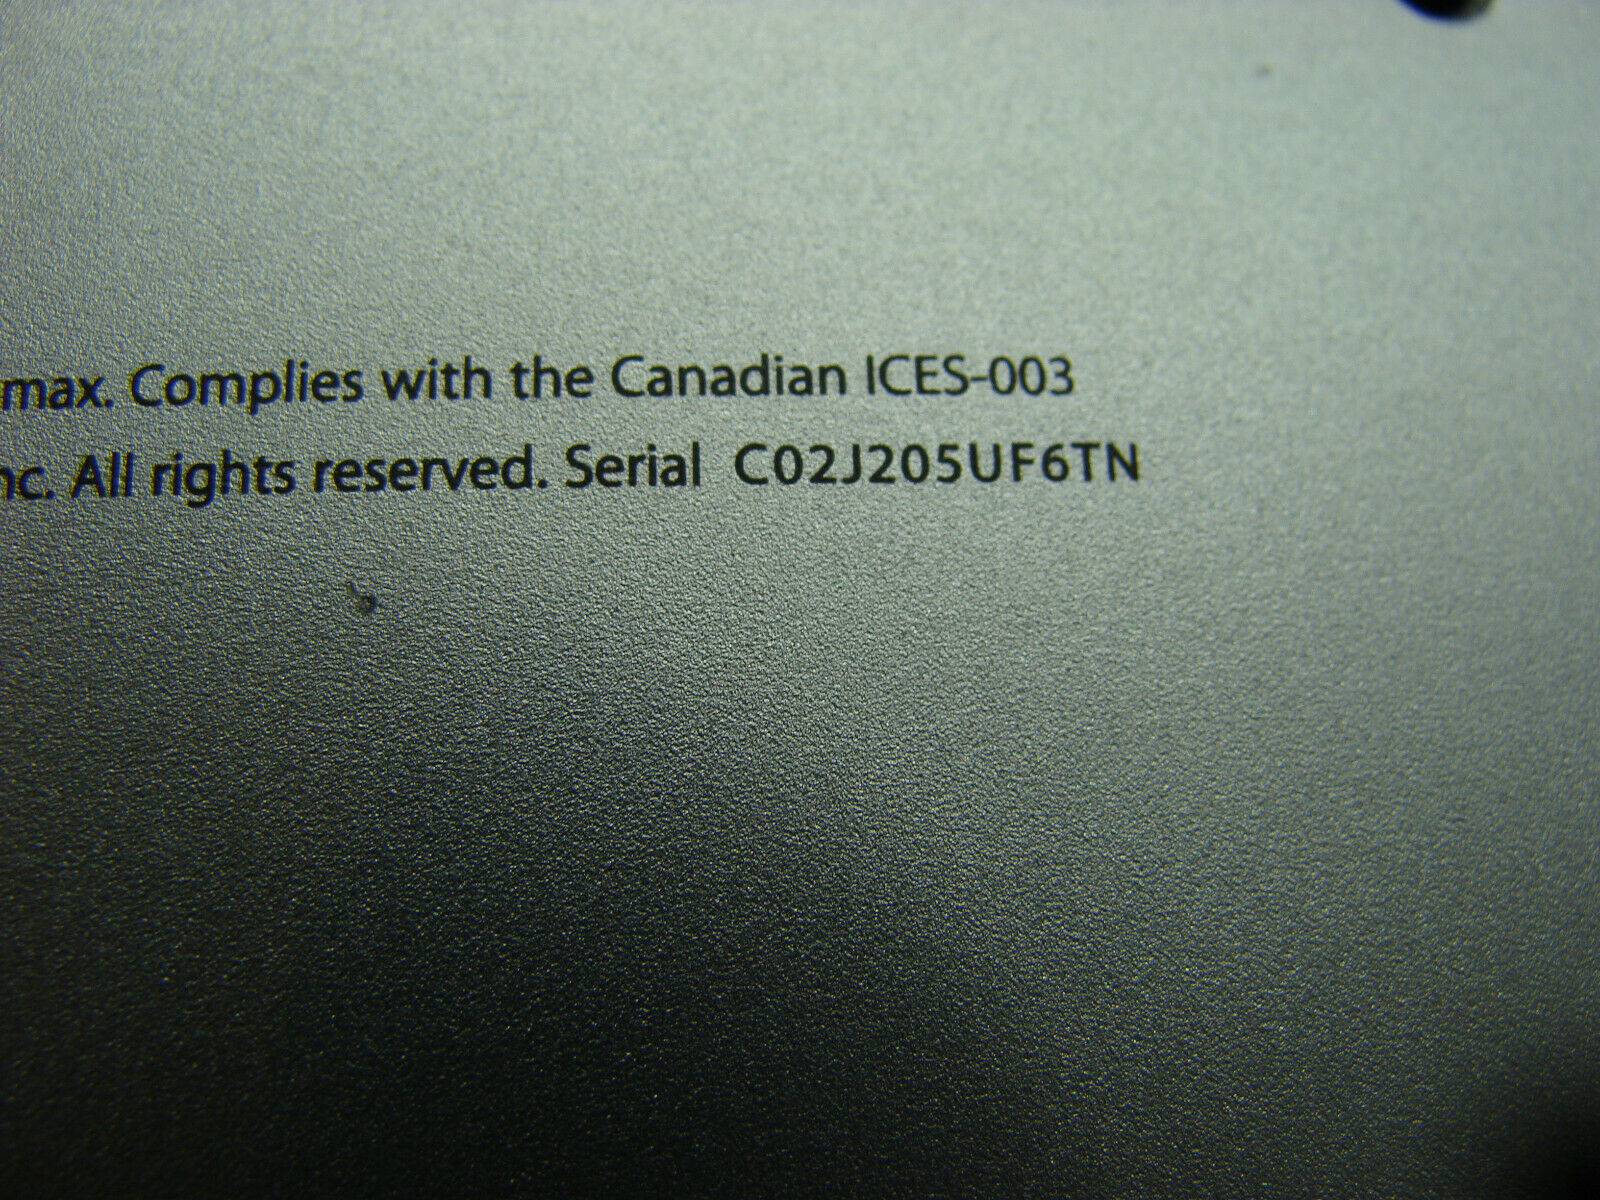 max. Complies with the Canadian ICES-003
nc. All rights reserved. Serial C02J205UF6TN